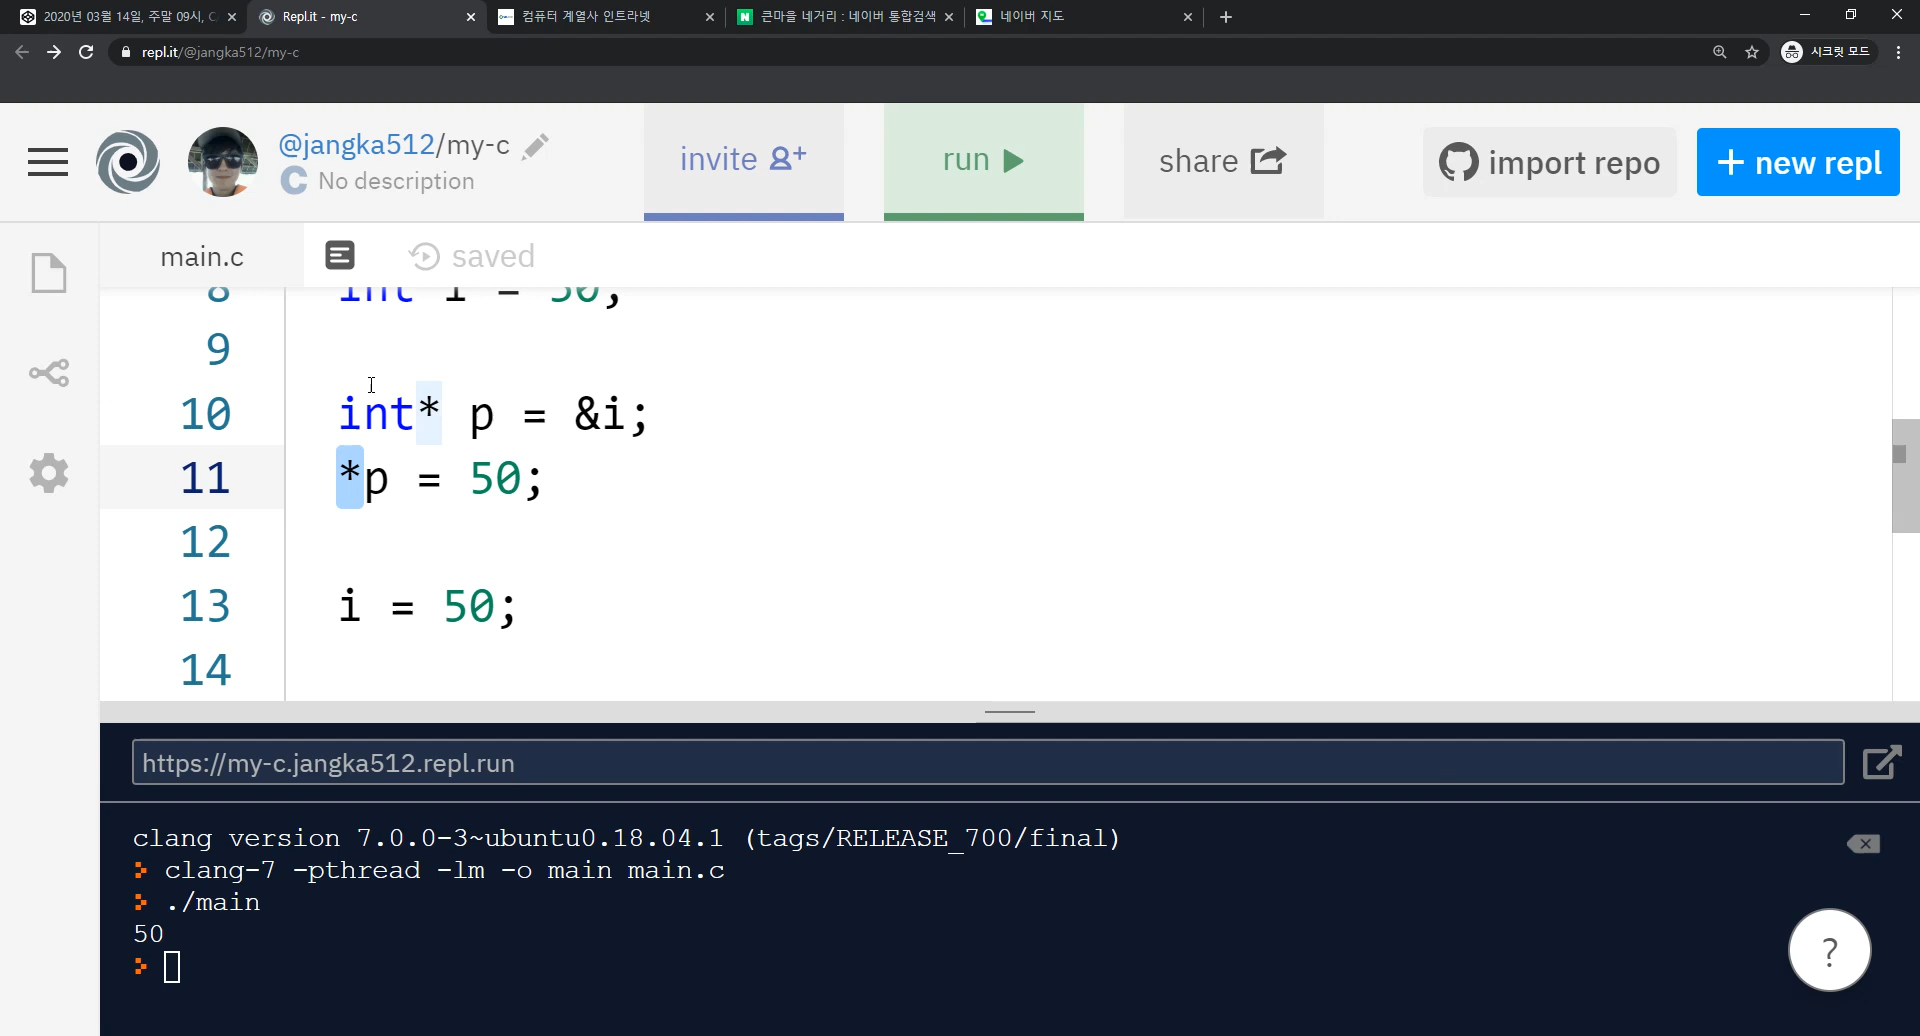 2020년 03월 14일, 주말 09시, C
Repl.it - my-c
컴퓨터 계열사 인트라넷
큰마을 네거리 : 네이버 통합검색
네이버 지도
repl.it/@jangka512/my-c
시크릿 모드
@jangka512/my-c
No description
invite
run
share
import repo
+ new repl
main.c
saved
8 int i = 30;
9
10 int* p = &i;
11 *p = 50;
12
13 i = 50;
14
https://my-c.jangka512.repl.run
clang version 7.0.0-3~ubuntu0.18.04.1 (tags/RELEASE_700/final)
clang-7 -pthread -lm -o main main.c
./main
50
?